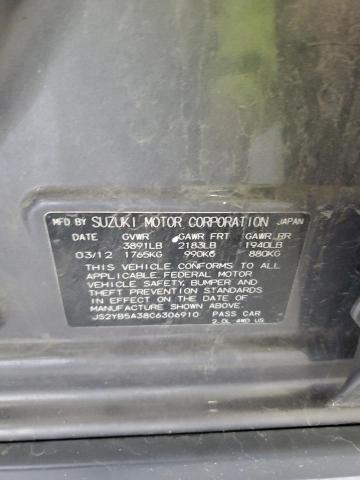 MFD BY SUZUKI MOTOR CORPORATION JAPAN
DATE GVWR GAWR FRT GAWR RR
3891LB 2183LB 1940LB
03/12 1765KG 990KG 880KG
THIS VEHICLE CONFORMS TO ALL
APPLICABLE FEDERAL MOTOR
VEHICLE SAFETY, BUMPER AND
THEFT PREVENTION STANDARDS
IN EFFECT ON THE DATE OF
MANUFACTURE SHOWN ABOVE.
JS2YB5A38C6306910 PASS CAR
2.0L 4WD US